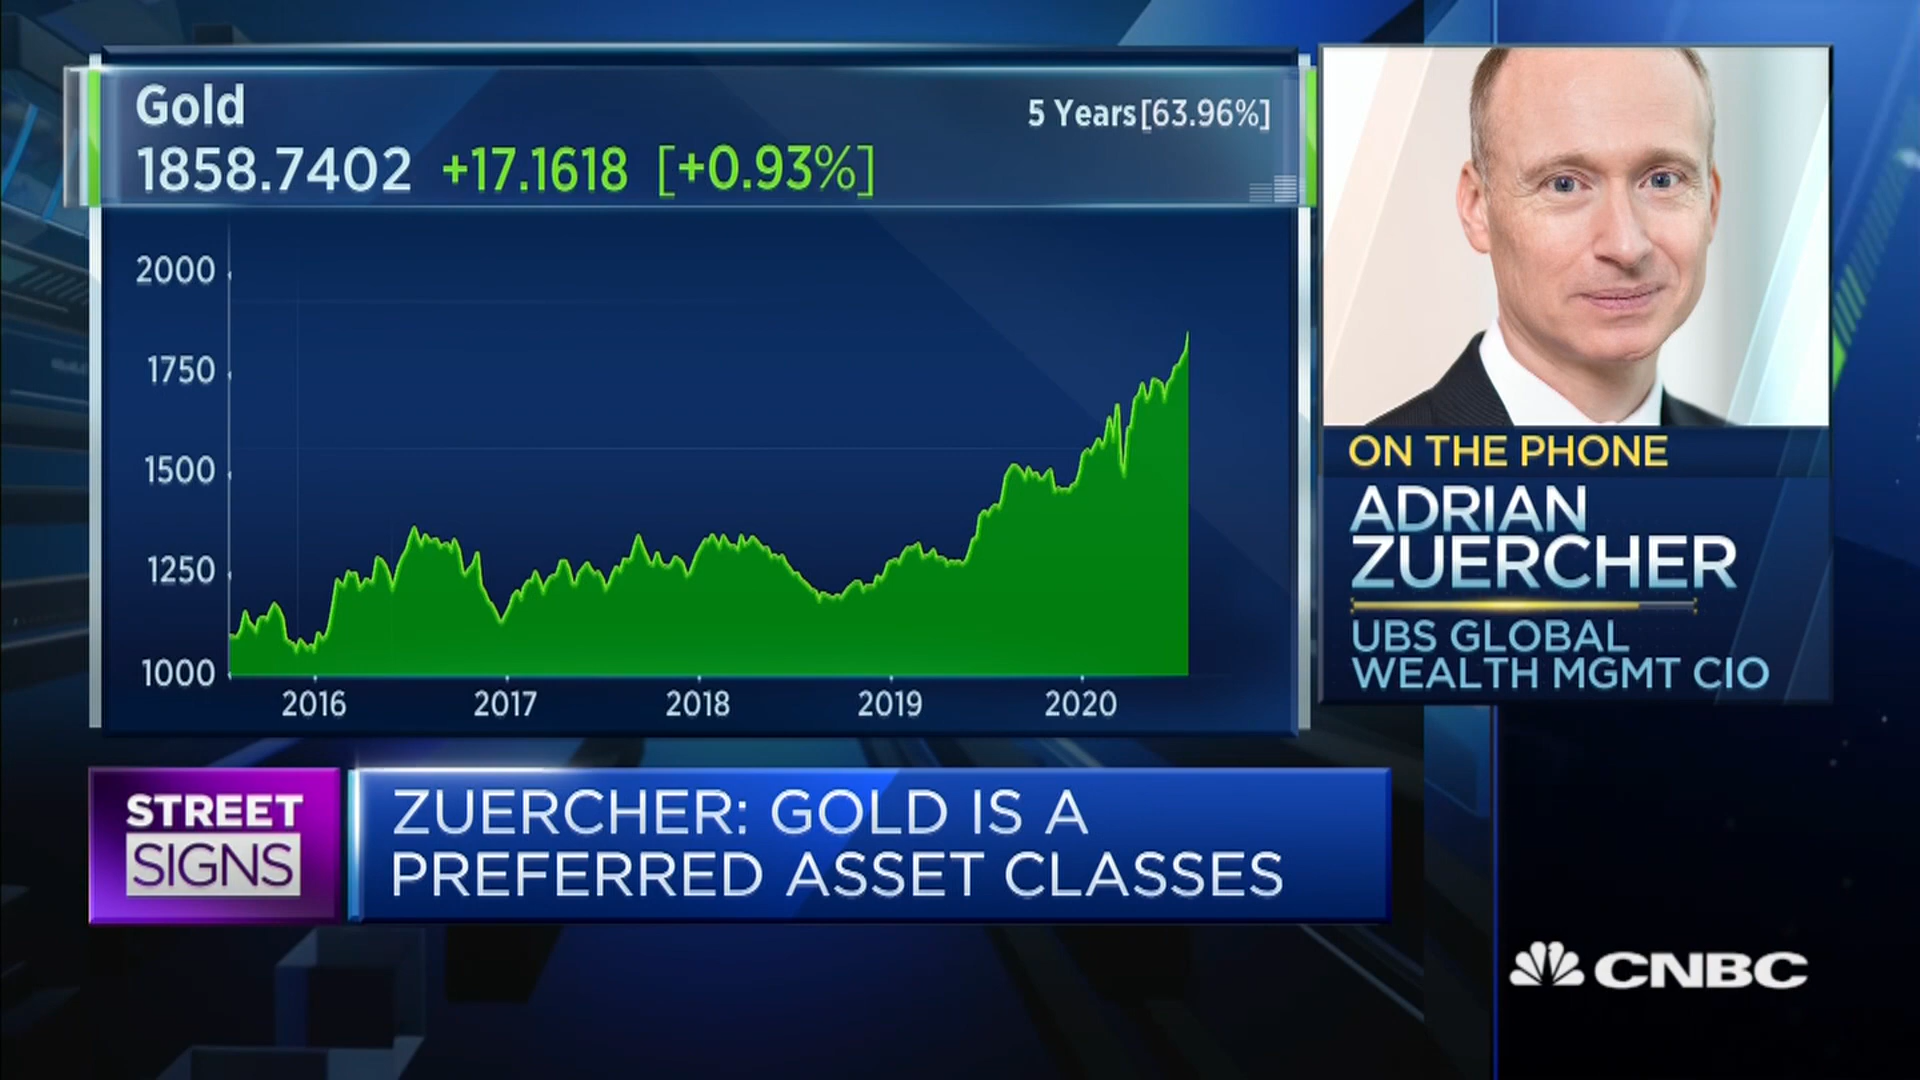 Gold
5 Years[63.96%]
1858.7402 +17.1618 [+0.93%]
2000
1750
1500
1250
1000
2016 2017 2018 2019 2020
ON THE PHONE
ADRIAN
ZUERCHER
UBS GLOBAL
WEALTH MGMT CIO
STREET
SIGNS
ZUERCHER: GOLD IS A
PREFERRED ASSET CLASSES
CNBC